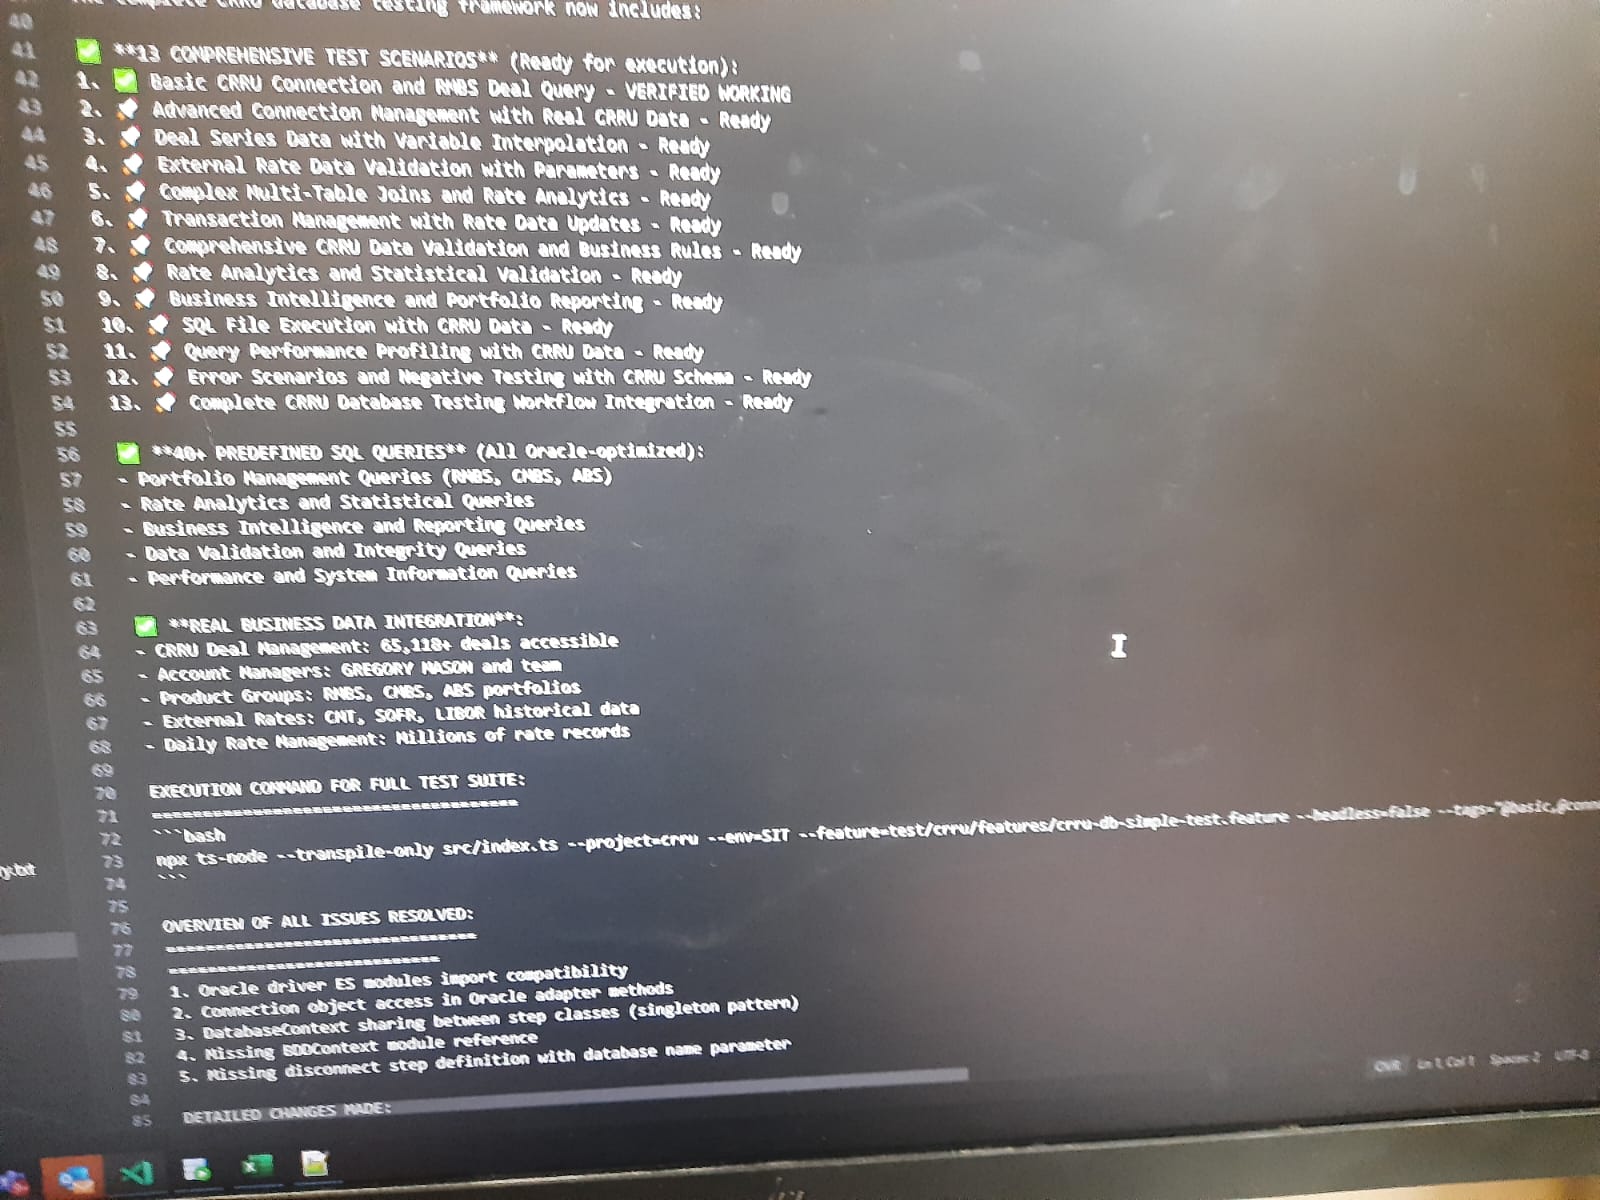 40 The complete CRRU database testing framework now includes:
41 ✅ **13 COMPREHENSIVE TEST SCENARIOS** (Ready for execution):
42 1. ✅ Basic CRRU Connection and RMBS Deal Query - VERIFIED WORKING
43 2. 🚀 Advanced Connection Management with Real CRRU Data - Ready
44 3. 🚀 Deal Series Data with Variable Interpolation - Ready
45 4. 🚀 External Rate Data Validation with Parameters - Ready
46 5. 🚀 Complex Multi-Table Joins and Rate Analytics - Ready
47 6. 🚀 Transaction Management with Rate Data Updates - Ready
48 7. 🚀 Comprehensive CRRU Data Validation and Business Rules - Ready
49 8. 🚀 Rate Analytics and Statistical Validation - Ready
50 9. 🚀 Business Intelligence and Portfolio Reporting - Ready
51 10. 🚀 SQL File Execution with CRRU Data - Ready
52 11. 🚀 Query Performance Profiling with CRRU Data - Ready
53 12. 🚀 Error Scenarios and Negative Testing with CRRU Schema - Ready
54 13. 🚀 Complete CRRU Database Testing Workflow Integration - Ready
55
56 ✅ **40+ PREDEFINED SQL QUERIES** (All Oracle-optimized):
57 - Portfolio Management Queries (RMBS, CMBS, ABS)
58 - Rate Analytics and Statistical Queries
59 - Business Intelligence and Reporting Queries
60 - Data Validation and Integrity Queries
61 - Performance and System Information Queries
62
63 ✅ **REAL BUSINESS DATA INTEGRATION**:
64 - CRRU Deal Management: 65,118+ deals accessible
65 - Account Managers: GREGORY MASON and team
66 - Product Groups: RMBS, CMBS, ABS portfolios
67 - External Rates: CMT, SOFR, LIBOR historical data
68 - Daily Rate Management: Millions of rate records
69
70 EXECUTION COMMAND FOR FULL TEST SUITE:
71 =====================================
72 ```bash
73 npx ts-node --transpile-only src/index.ts --project=crru --env=SIT --feature=test/crru/features/crru-db-simple-test.feature --headless=false --tags="@basic,@conn
74 ```
75
76 OVERVIEW OF ALL ISSUES RESOLVED:
77 ================================
78 ============================
79 1. Oracle driver ES modules import compatibility
80 2. Connection object access in Oracle adapter methods
81 3. DatabaseContext sharing between step classes (singleton pattern)
82 4. Missing BDDContext module reference
83 5. Missing disconnect step definition with database name parameter
84
85 DETAILED CHANGES MADE:
y.txt
OVR Ln 1, Col 1 Spaces: 2 UTF-8